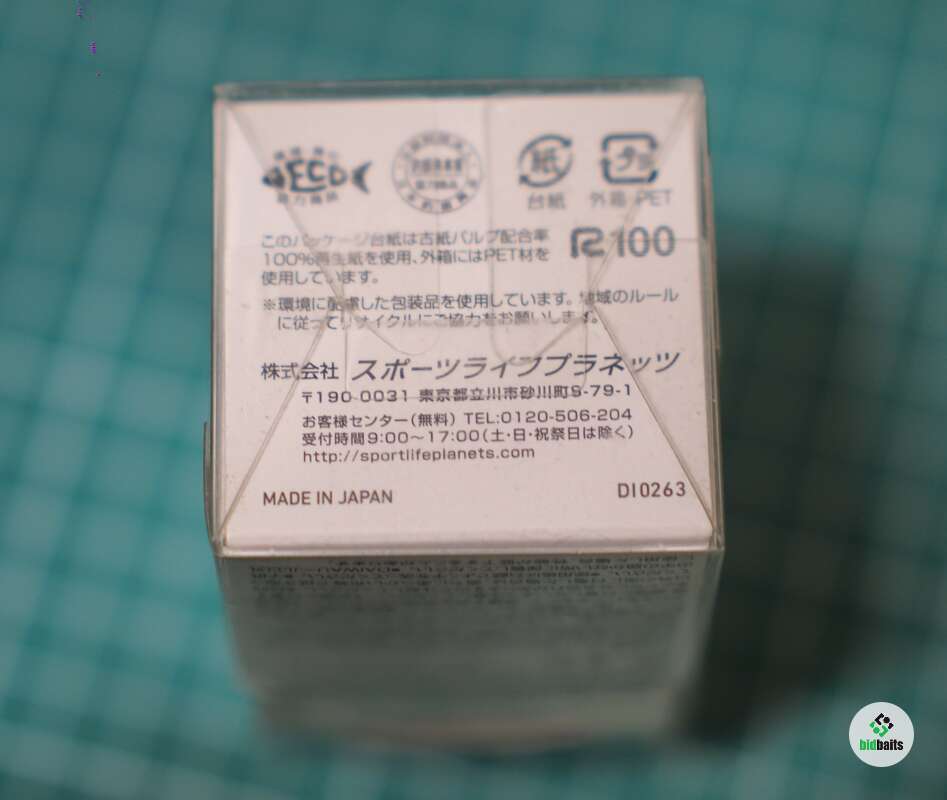 ECO
紙
プラ
台紙
外箱 PET
このパッケージ台紙は古紙パルプ配合率
R100
100%再生紙を使用、外箱にはPET材を
使用しています。
※環境に配慮した包装品を使用しています。地域のルール
に従ってリサイクルにご協力をお願いします。
株式会社 スポーツライフプラネッツ
〒190-0031 東京都立川市砂川町8-79-1
お客様センター(無料) TEL:0120-506-204
受付時間9:00～17:00(土・日・祝祭日は除く)
http://sportlifeplanets.com
MADE IN JAPAN
DI0263
bidbaits